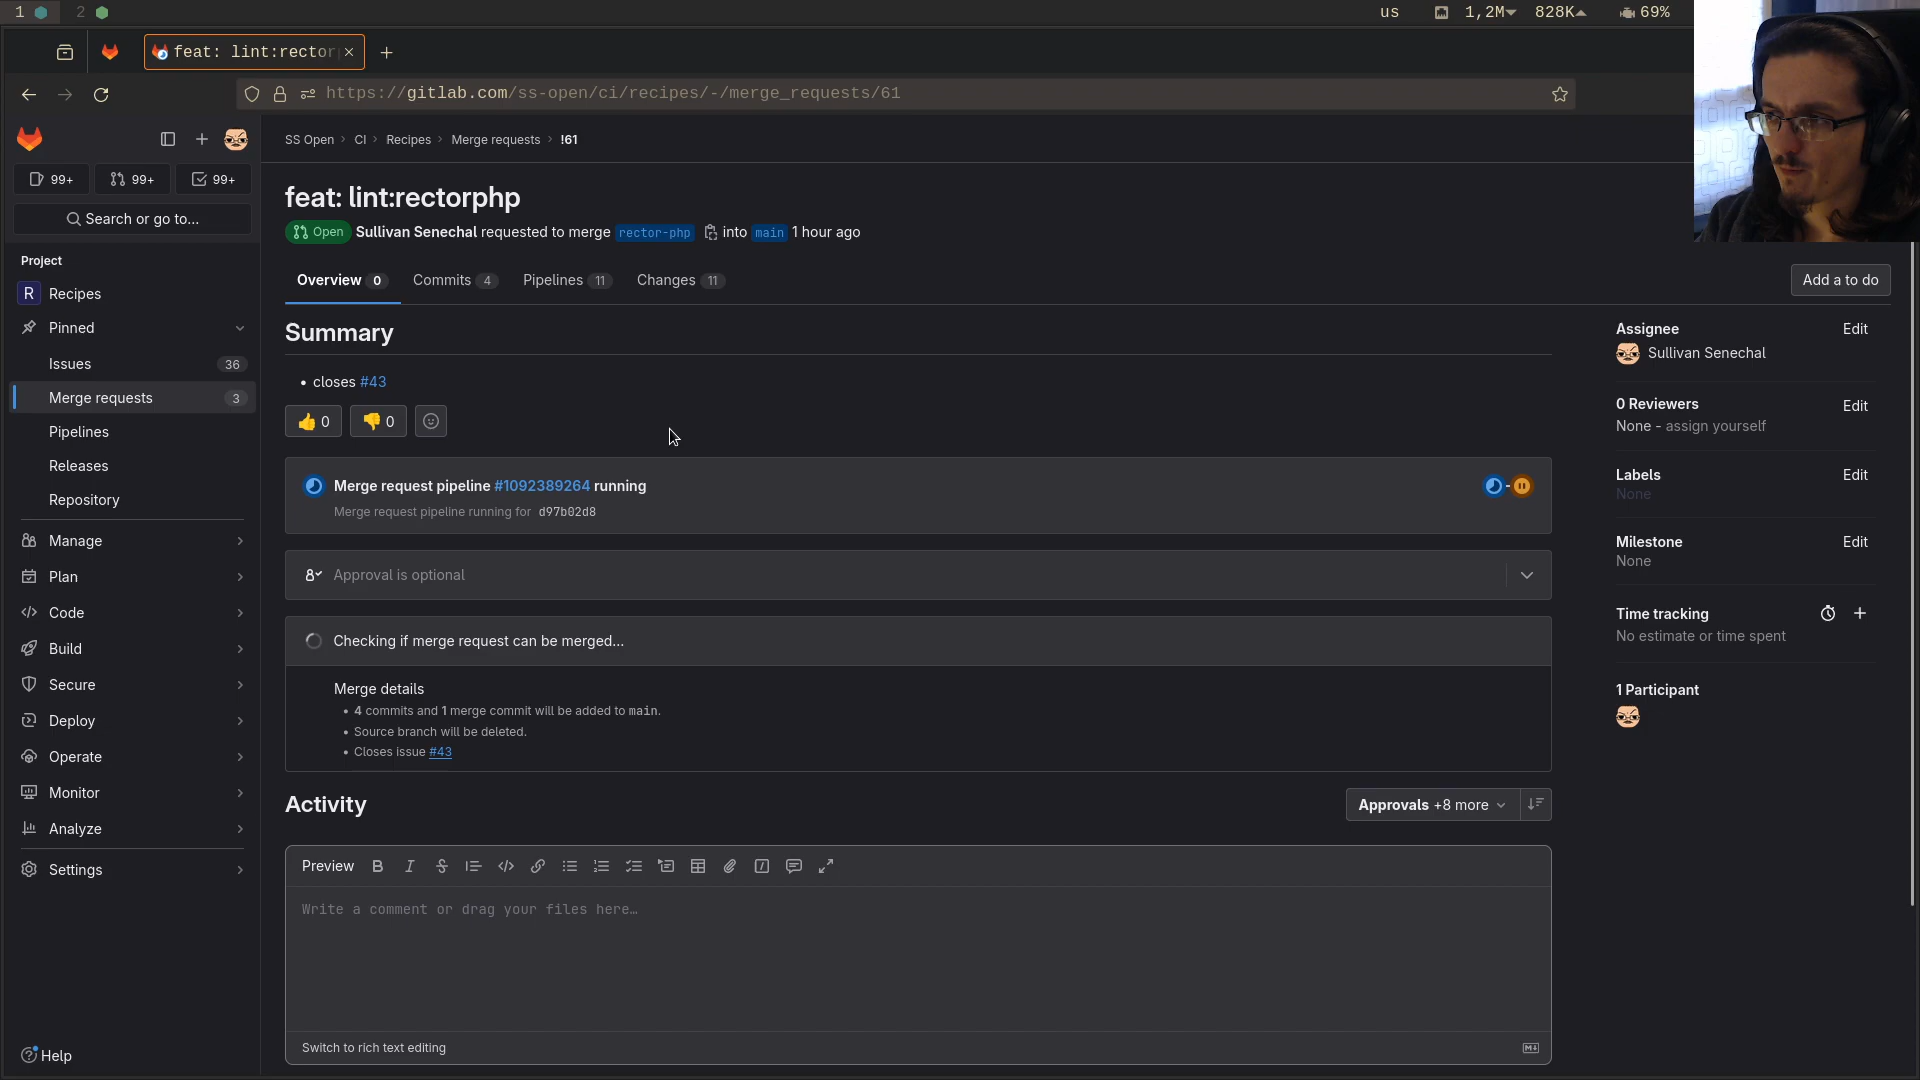 1 2 us 1,2M 828K 69%
feat: lint:rector
https://gitlab.com/ss-open/ci/recipes/-/merge_requests/61
SS Open CI Recipes Merge requests !61
99+ 99+ 99+
Search or go to...
Project
R Recipes
Pinned
Issues 36
Merge requests 3
Pipelines
Releases
Repository
Manage
Plan
Code
Build
Secure
Deploy
Operate
Monitor
Analyze
Settings
Help
feat: lint:rectorphp
Open Sullivan Senechal requested to merge rector-php into main 1 hour ago
Overview 0 Commits 4 Pipelines 11 Changes 11
Add a to do
Summary
• closes #43
0 0
Merge request pipeline #1092389264 running
Merge request pipeline running for d97b02d8
Approval is optional
Checking if merge request can be merged...
Merge details
• 4 commits and 1 merge commit will be added to main.
• Source branch will be deleted.
• Closes issue #43
Activity
Approvals +8 more
Preview
Write a comment or drag your files here…
Switch to rich text editing
Assignee Edit
Sullivan Senechal
0 Reviewers Edit
None - assign yourself
Labels Edit
None
Milestone Edit
None
Time tracking
No estimate or time spent
1 Participant